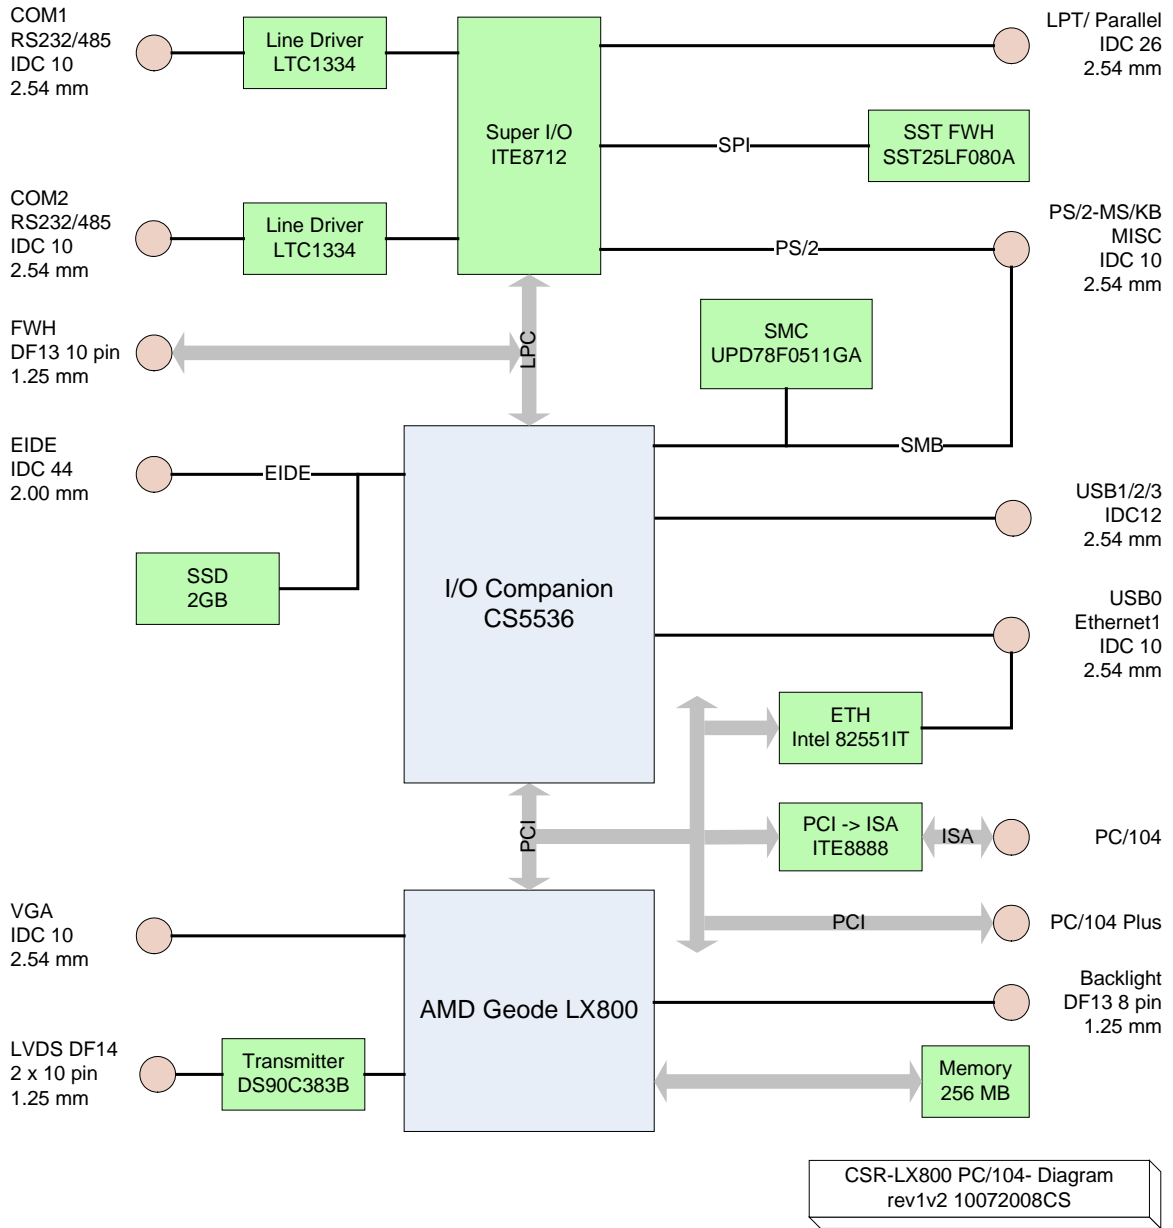 COM1
RS232/485
IDC 10
2.54 mm
Line Driver
LTC1334
Super I/O
ITE8712
LPT/ Parallel
IDC 26
2.54 mm
SPI
SST FWH
SST25LF080A
COM2
RS232/485
IDC 10
2.54 mm
Line Driver
LTC1334
PS/2
PS/2-MS/KB
MISC
IDC 10
2.54 mm
FWH
DF13 10 pin
1.25 mm
LPC
SMC
UPD78F0511GA
SMB
EIDE
IDC 44
2.00 mm
EIDE
SSD
2GB
I/O Companion
CS5536
USB1/2/3
IDC12
2.54 mm
USB0
Ethernet1
IDC 10
2.54 mm
ETH
Intel 82551IT
PCI
PCI -> ISA
ITE8888
ISA
PC/104
PCI
PC/104 Plus
VGA
IDC 10
2.54 mm
AMD Geode LX800
Backlight
DF13 8 pin
1.25 mm
LVDS DF14
2 x 10 pin
1.25 mm
Transmitter
DS90C383B
Memory
256 MB
CSR-LX800 PC/104- Diagram
rev1v2 10072008CS